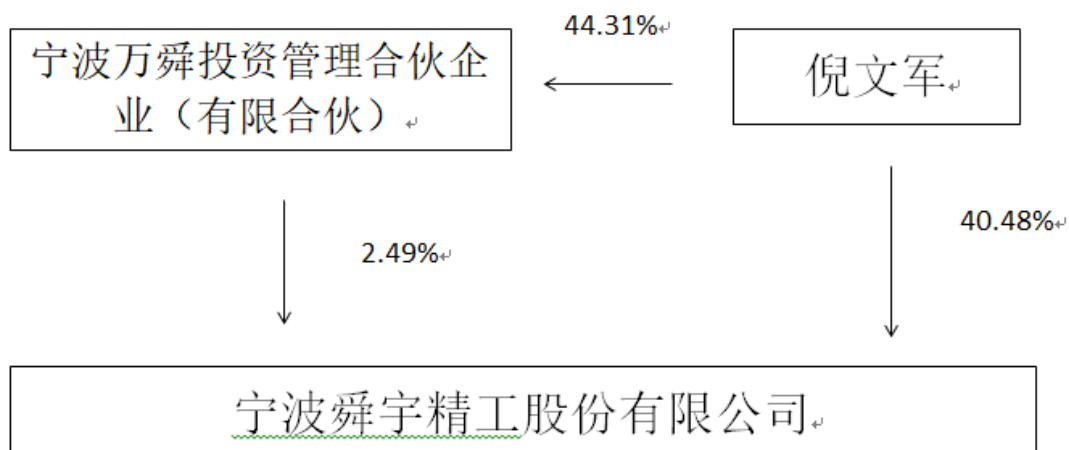 44.31%
宁波万舜投资管理合伙企
业（有限合伙）
倪文军
2.49%
40.48%
宁波舜宇精工股份有限公司